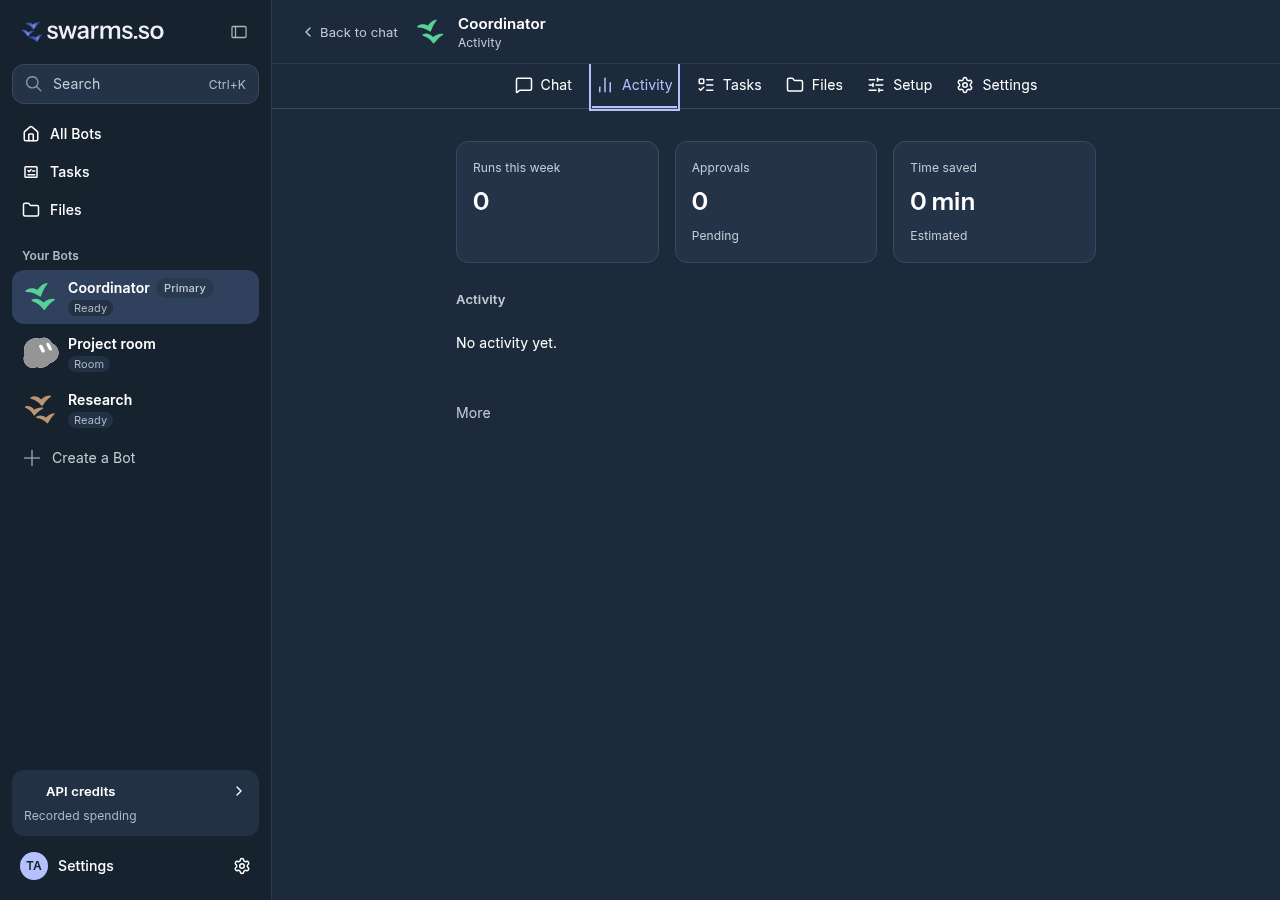 swarms.so
Search Ctrl+K
All Bots
Tasks
Files
Your Bots
Coordinator Primary
Ready
Project room
Room
Research
Ready
Create a Bot
API credits
Recorded spending
TA Settings
Back to chat
Coordinator
Activity
Chat Activity Tasks Files Setup Settings
Runs this week
0
Approvals
0
Pending
Time saved
0 min
Estimated
Activity
No activity yet.
More